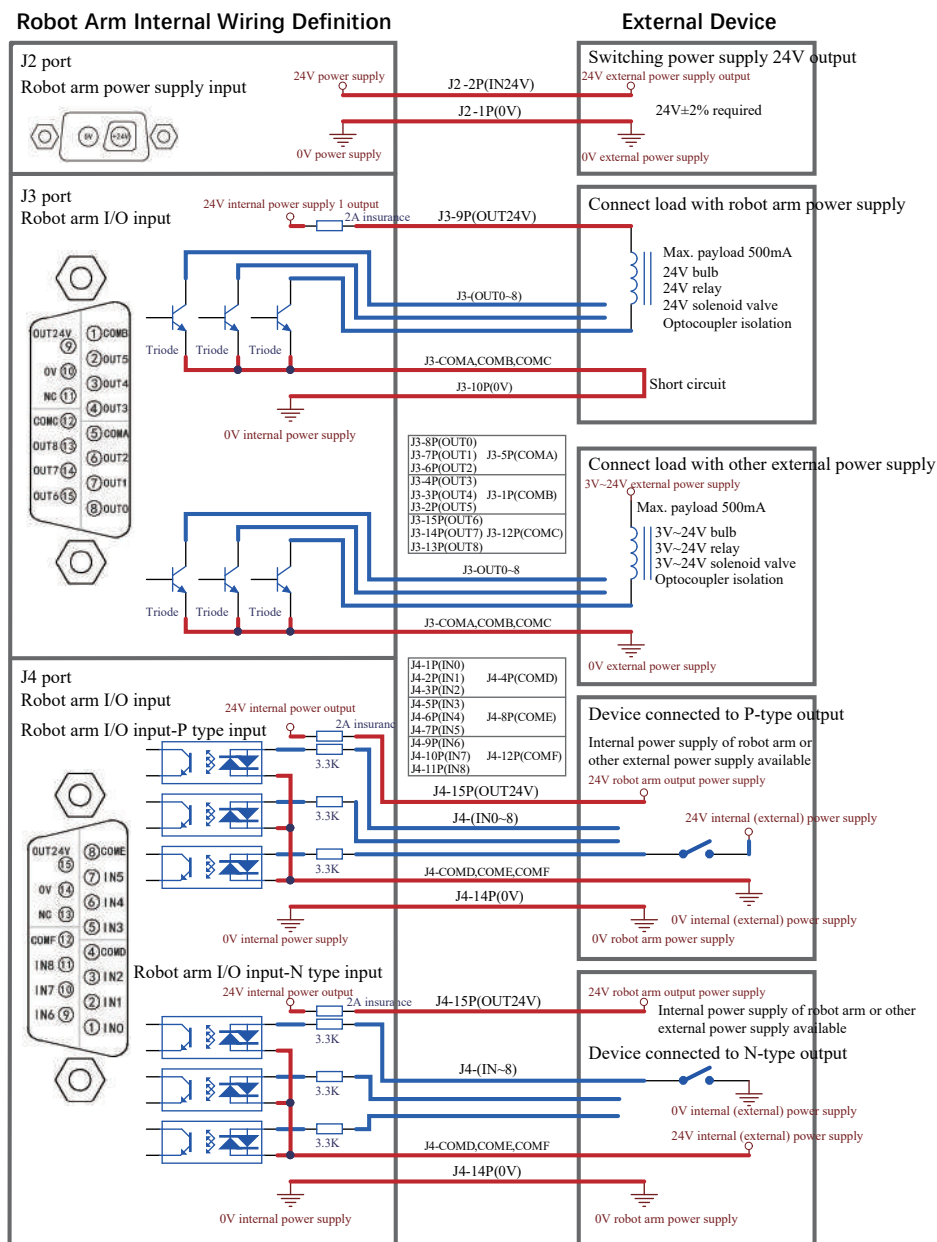 Robot Arm Internal Wiring Definition
External Device
J2 port
Robot arm power supply input
0V
+24V
24V power supply
0V power supply
J2-2P(IN24V)
J2-1P(0V)
Switching power supply 24V output
24V external power supply output
24V±2% required
0V external power supply
J3 port
Robot arm I/O input
24V internal power supply 1 output
2A insurance
J3-9P(OUT24V)
Connect load with robot arm power supply
Max. payload 500mA
24V bulb
24V relay
24V solenoid valve
Optocoupler isolation
J3-(OUT0~8)
Triode
Triode
Triode
J3-COMA,COMB,COMC
J3-10P(0V)
Short circuit
0V internal power supply
OUT24V
9
1 COMB
2 OUT5
0V 10
3 OUT4
NC 11
4 OUT3
COMC 12
5 COMA
OUT8 13
6 OUT2
OUT7 14
7 OUT1
OUT6 15
8 OUT0
J3-8P(OUT0)
J3-7P(OUT1) J3-5P(COMA)
J3-6P(OUT2)
J3-4P(OUT3)
J3-3P(OUT4) J3-1P(COMB)
J3-2P(OUT5)
J3-15P(OUT6)
J3-14P(OUT7) J3-12P(COMC)
J3-13P(OUT8)
Connect load with other external power supply
3V~24V external power supply
Max. payload 500mA
3V~24V bulb
3V~24V relay
3V~24V solenoid valve
Optocoupler isolation
J3-OUT0~8
Triode
Triode
Triode
J3-COMA,COMB,COMC
0V external power supply
J4 port
Robot arm I/O input
Robot arm I/O input-P type input
24V internal power output
2A insuranc
3.3K
3.3K
3.3K
J4-1P(IN0)
J4-2P(IN1) J4-4P(COMD)
J4-3P(IN2)
J4-5P(IN3)
J4-6P(IN4) J4-8P(COME)
J4-7P(IN5)
J4-9P(IN6)
J4-10P(IN7) J4-12P(COMF)
J4-11P(IN8)
J4-15P(OUT24V)
J4-(IN0~8)
J4-COMD,COME,COMF
J4-14P(0V)
0V internal power supply
Device connected to P-type output
Internal power supply of robot arm or
other external power supply available
24V robot arm output power supply
24V internal (external) power supply
0V internal (external) power supply
0V robot arm power supply
OUT24V
15
8 COME
7 IN5
0V 14
6 IN4
NC 13
5 IN3
COMF 12
4 COMD
IN8 11
3 IN2
IN7 10
2 IN1
IN6 9
1 IN0
Robot arm I/O input-N type input
24V internal power output
2A insurance
3.3K
3.3K
3.3K
J4-15P(OUT24V)
J4-(IN~8)
J4-COMD,COME,COMF
J4-14P(0V)
0V internal power supply
24V robot arm output power supply
Internal power supply of robot arm or other
external power supply available
Device connected to N-type output
0V internal (external) power supply
24V internal (external) power supply
0V robot arm power supply